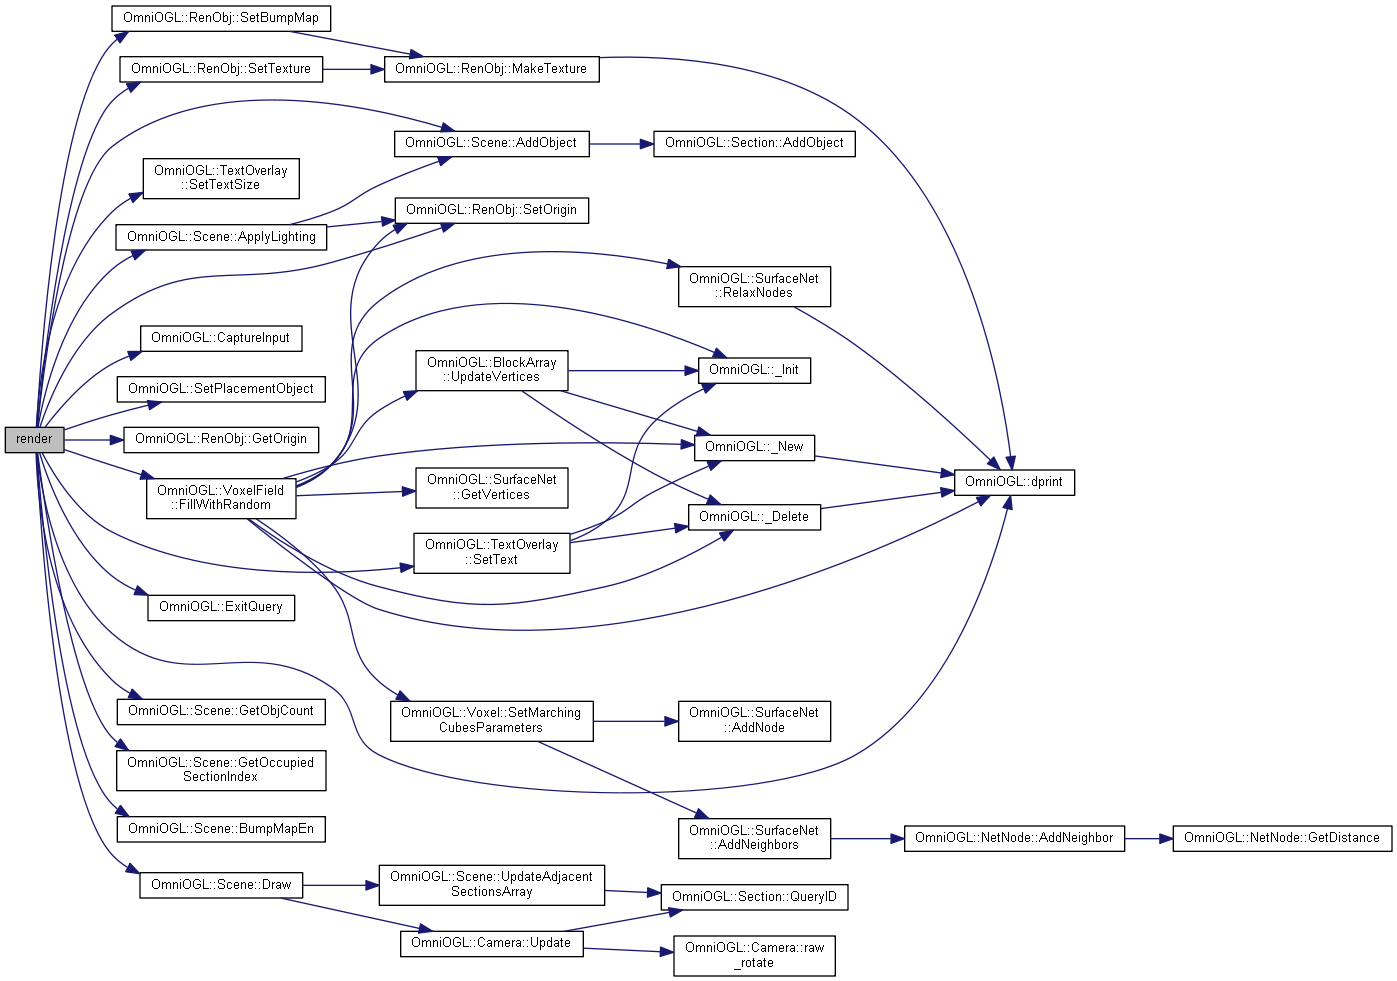 render
OmniOGL::RenObj::SetBumpMap
OmniOGL::RenObj::SetTexture
OmniOGL::RenObj::MakeTexture
OmniOGL::Scene::AddObject
OmniOGL::Section::AddObject
OmniOGL::TextOverlay
::SetTextSize
OmniOGL::Scene::ApplyLighting
OmniOGL::RenObj::SetOrigin
OmniOGL::SurfaceNet
::RelaxNodes
OmniOGL::CaptureInput
OmniOGL::SetPlacementObject
OmniOGL::BlockArray
::UpdateVertices
OmniOGL::_Init
OmniOGL::RenObj::GetOrigin
OmniOGL::_New
OmniOGL::VoxelField
::FillWithRandom
OmniOGL::SurfaceNet
::GetVertices
OmniOGL::dprint
OmniOGL::_Delete
OmniOGL::TextOverlay
::SetText
OmniOGL::ExitQuery
OmniOGL::Scene::GetObjCount
OmniOGL::Voxel::SetMarching
CubesParameters
OmniOGL::SurfaceNet
::AddNode
OmniOGL::Scene::GetOccupied
SectionIndex
OmniOGL::Scene::BumpMapEn
OmniOGL::SurfaceNet
::AddNeighbors
OmniOGL::NetNode::AddNeighbor
OmniOGL::NetNode::GetDistance
OmniOGL::Scene::Draw
OmniOGL::Scene::UpdateAdjacent
SectionsArray
OmniOGL::Section::QueryID
OmniOGL::Camera::Update
OmniOGL::Camera::raw
_rotate